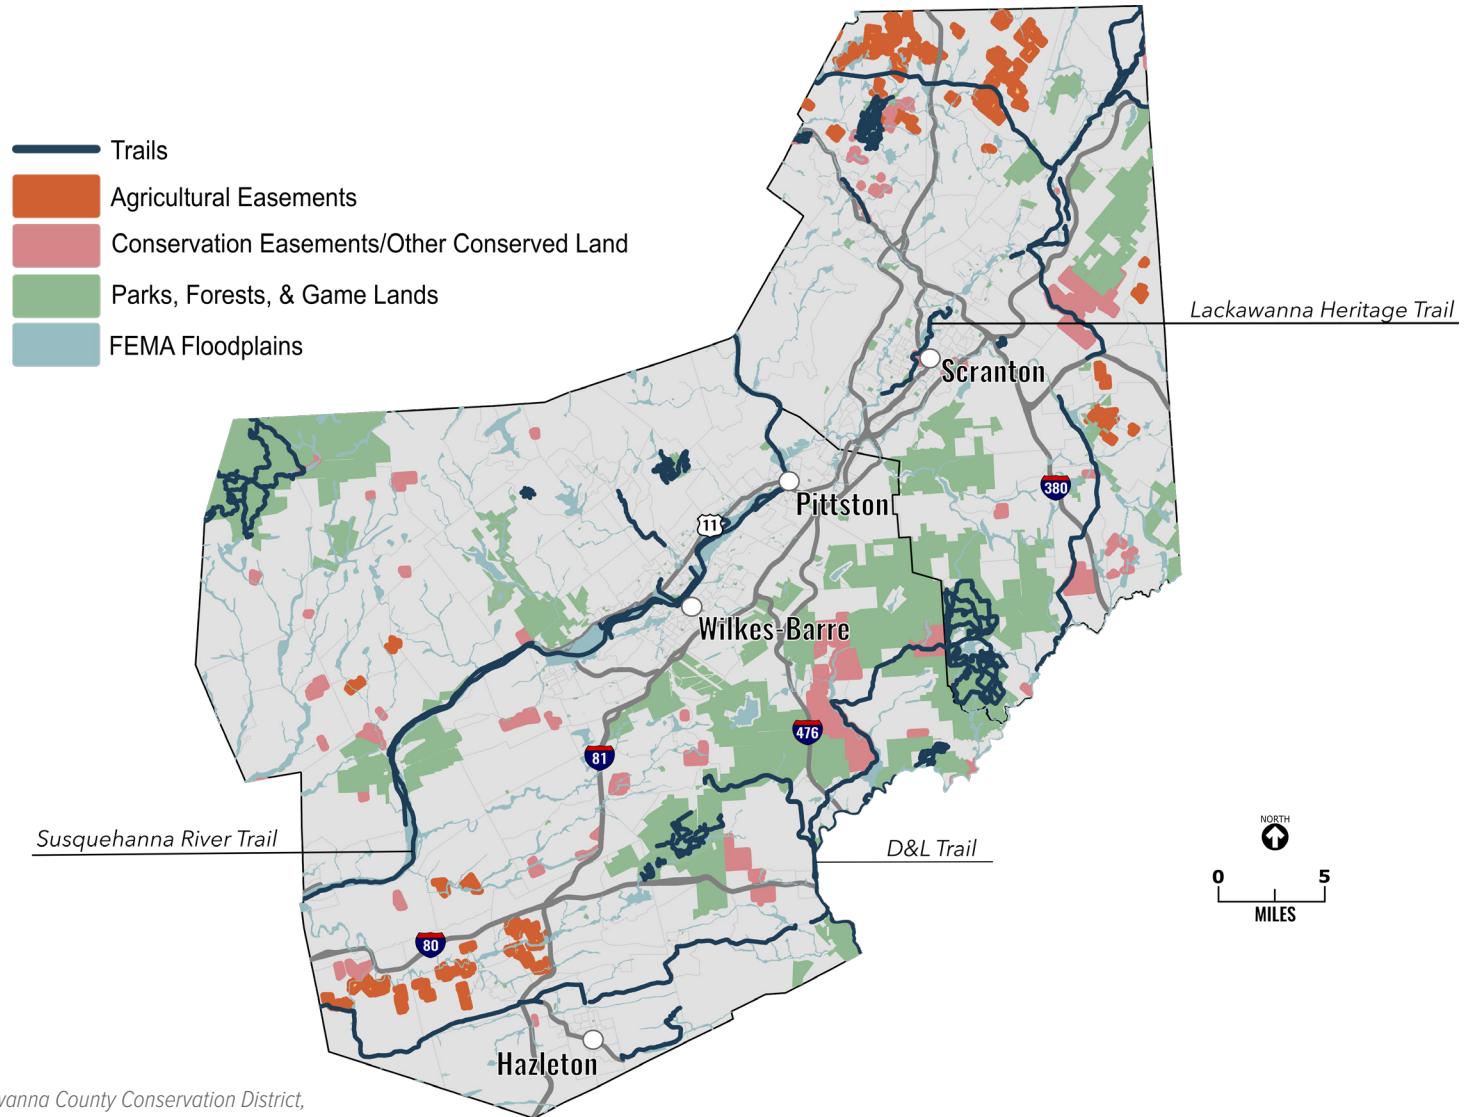 Trails
Agricultural Easements
Conservation Easements/Other Conserved Land
Parks, Forests, & Game Lands
FEMA Floodplains
Lackawanna Heritage Trail
Scranton
380
Pittston
11
Wilkes-Barre
476
81
Susquehanna River Trail
D&L Trail
NORTH
0 5
MILES
80
Hazleton
County Conservation District,